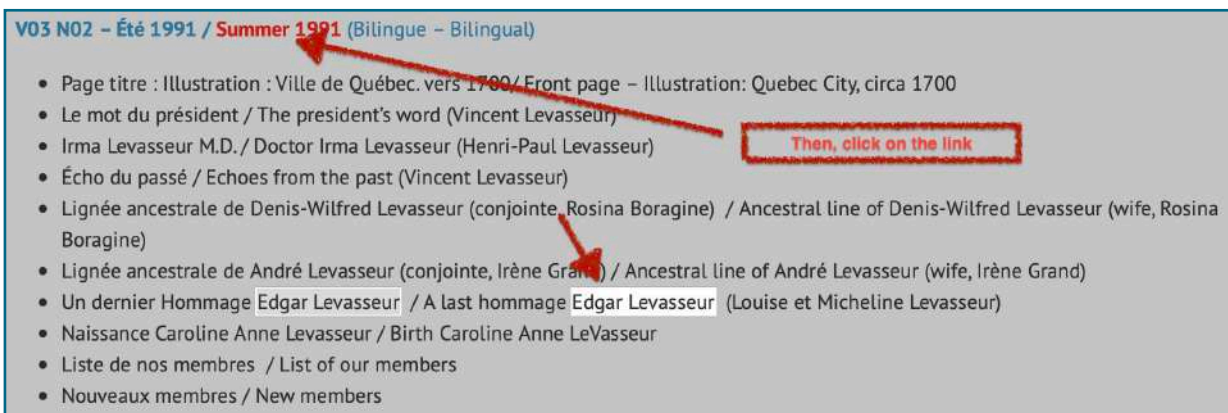 V03 N02 – Été 1991 / Summer 1991 (Bilingue – Bilingual)
• Page titre : Illustration : Ville de Québec. vers 1700/ Front page – Illustration: Quebec City, circa 1700
• Le mot du président / The president's word (Vincent Levasseur)
Then, click on the link
• Irma Levasseur M.D. / Doctor Irma Levasseur (Henri-Paul Levasseur)
• Écho du passé / Echoes from the past (Vincent Levasseur)
• Lignée ancestrale de Denis-Wilfred Levasseur (conjointe, Rosina Boragine) / Ancestral line of Denis-Wilfred Levasseur (wife, Rosina
Boragine)
• Lignée ancestrale de André Levasseur (conjointe, Irène Grand) / Ancestral line of André Levasseur (wife, Irène Grand)
• Un dernier Hommage Edgar Levasseur / A last hommage Edgar Levasseur (Louise et Micheline Levasseur)
• Naissance Caroline Anne Levasseur / Birth Caroline Anne LeVasseur
• Liste de nos membres / List of our members
• Nouveaux membres / New members